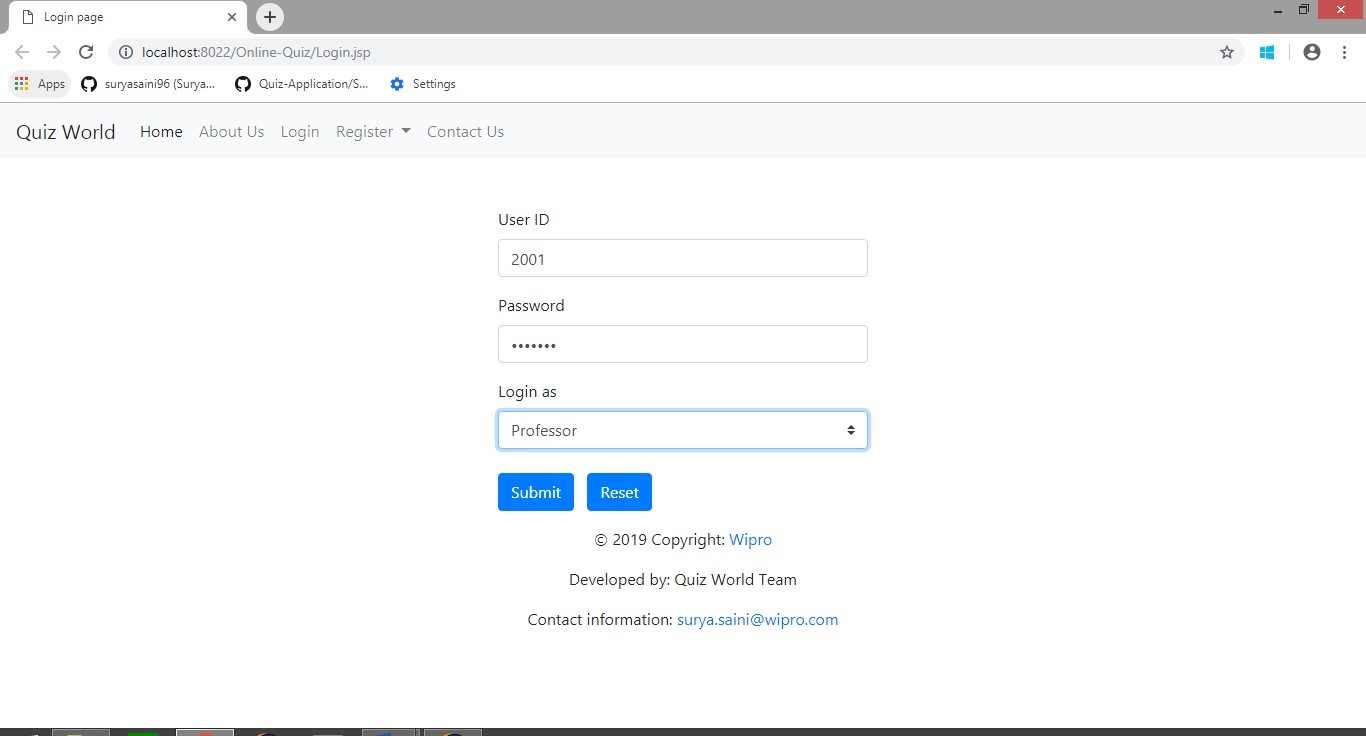 Login page
localhost:8022/Online-Quiz/Login.jsp
Apps suryasaini96 (Surya... Quiz-Application/S... Settings
Quiz World Home About Us Login Register Contact Us
User ID
2001
Password
•••••••
Login as
Professor
Submit Reset
© 2019 Copyright: Wipro
Developed by: Quiz World Team
Contact information: surya.saini@wipro.com